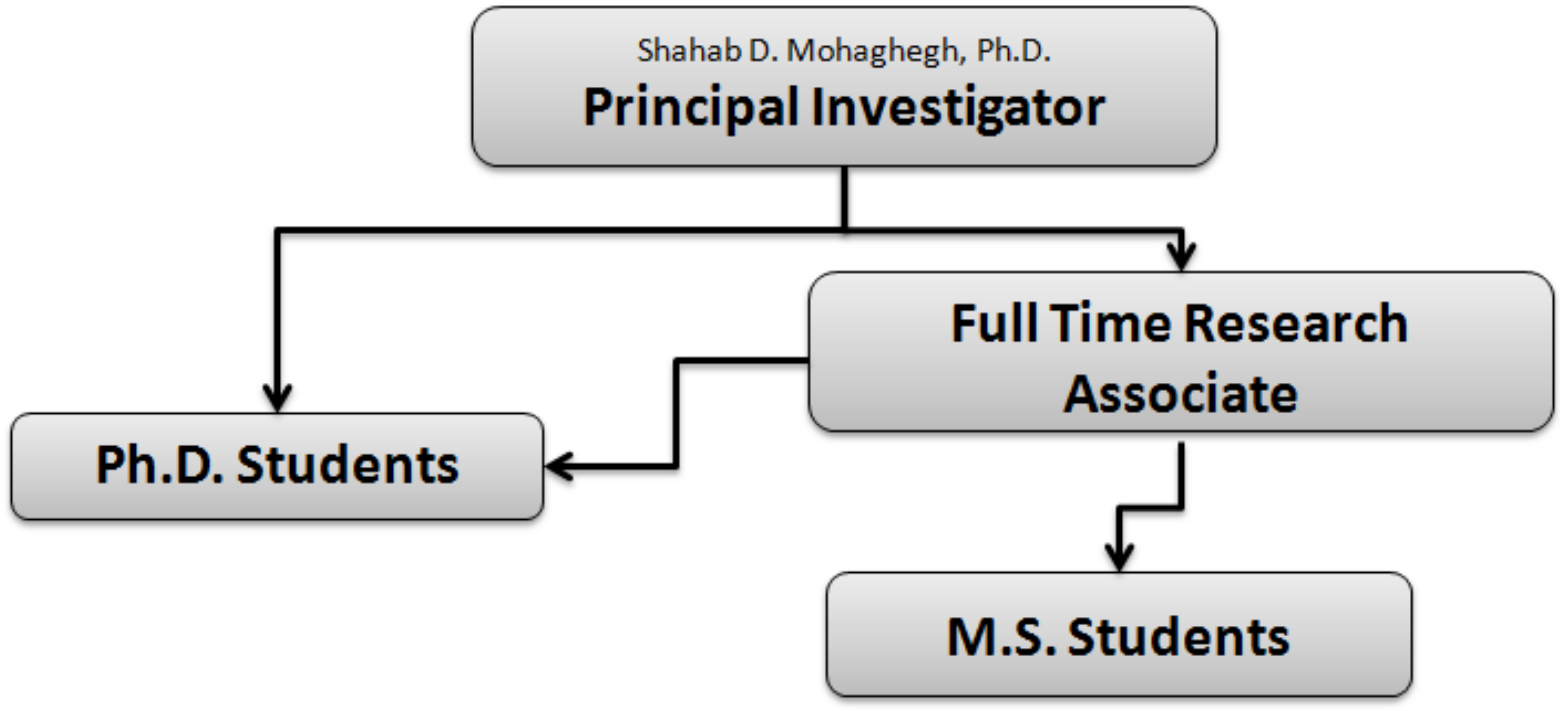 Shahab D. Mohaghegh, Ph.D.
Principal Investigator
Full Time Research
Associate
Ph.D. Students
M.S. Students